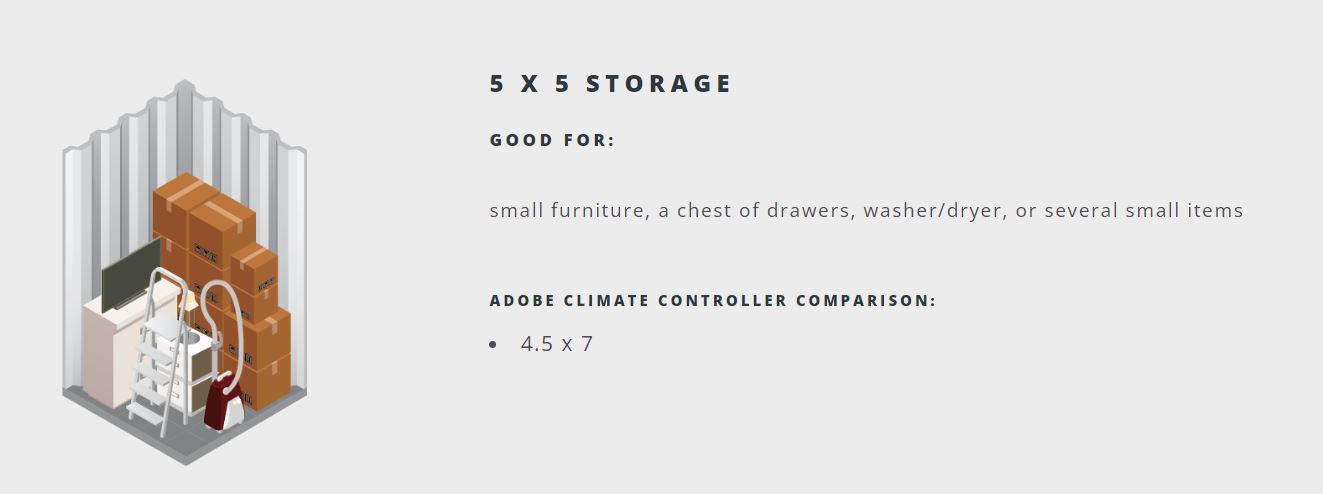 5 X 5 STORAGE
GOOD FOR:
small furniture, a chest of drawers, washer/dryer, or several small items
ADOBE CLIMATE CONTROLLER COMPARISON:
• 4.5 x 7